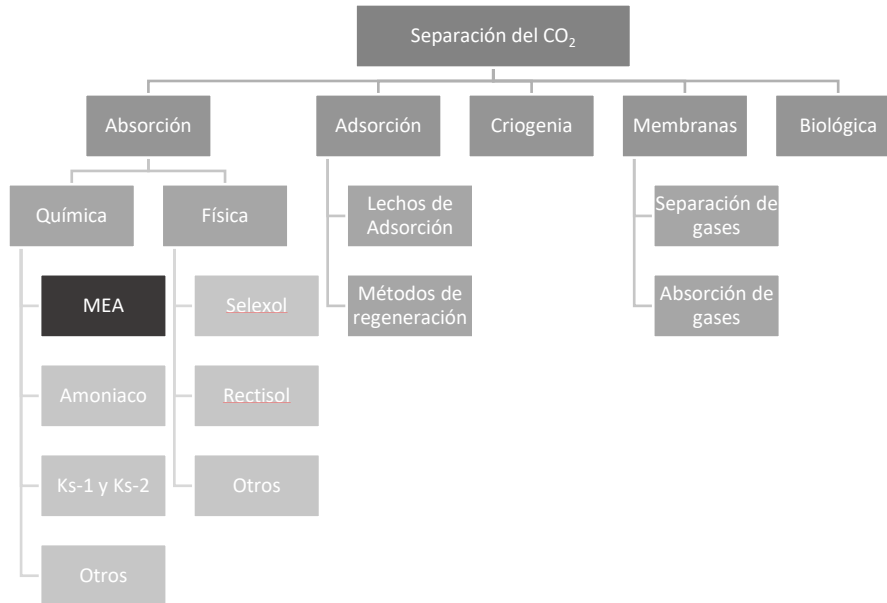 Separación del CO₂
Absorción
Adsorción
Criogenia
Membranas
Biológica
Química
Física
Lechos de
Adsorción
Separación de
gases
MEA
Selexol
Métodos de
regeneración
Absorción de
gases
Amoniaco
Rectisol
Ks-1 y Ks-2
Otros
Otros